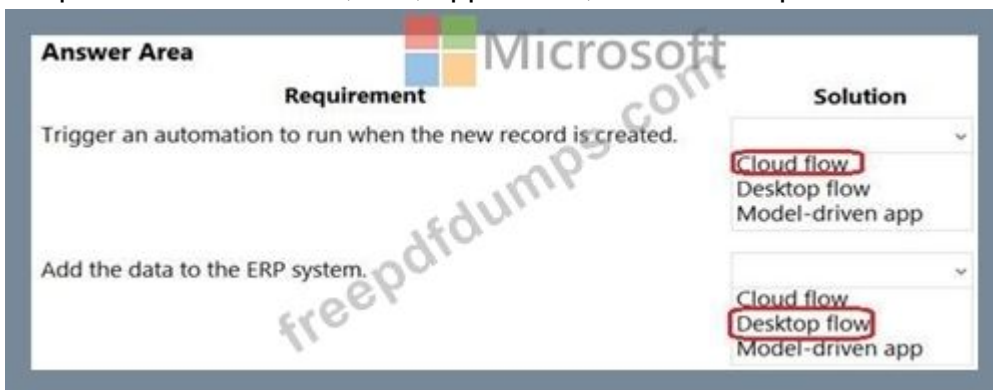 Microsoft
Answer Area
Requirement Solution
Trigger an automation to run when the new record is created.
Cloud flow
Desktop flow
Model-driven app
Add the data to the ERP system.
Cloud flow
Desktop flow
Model-driven app
freepdfdumps.com